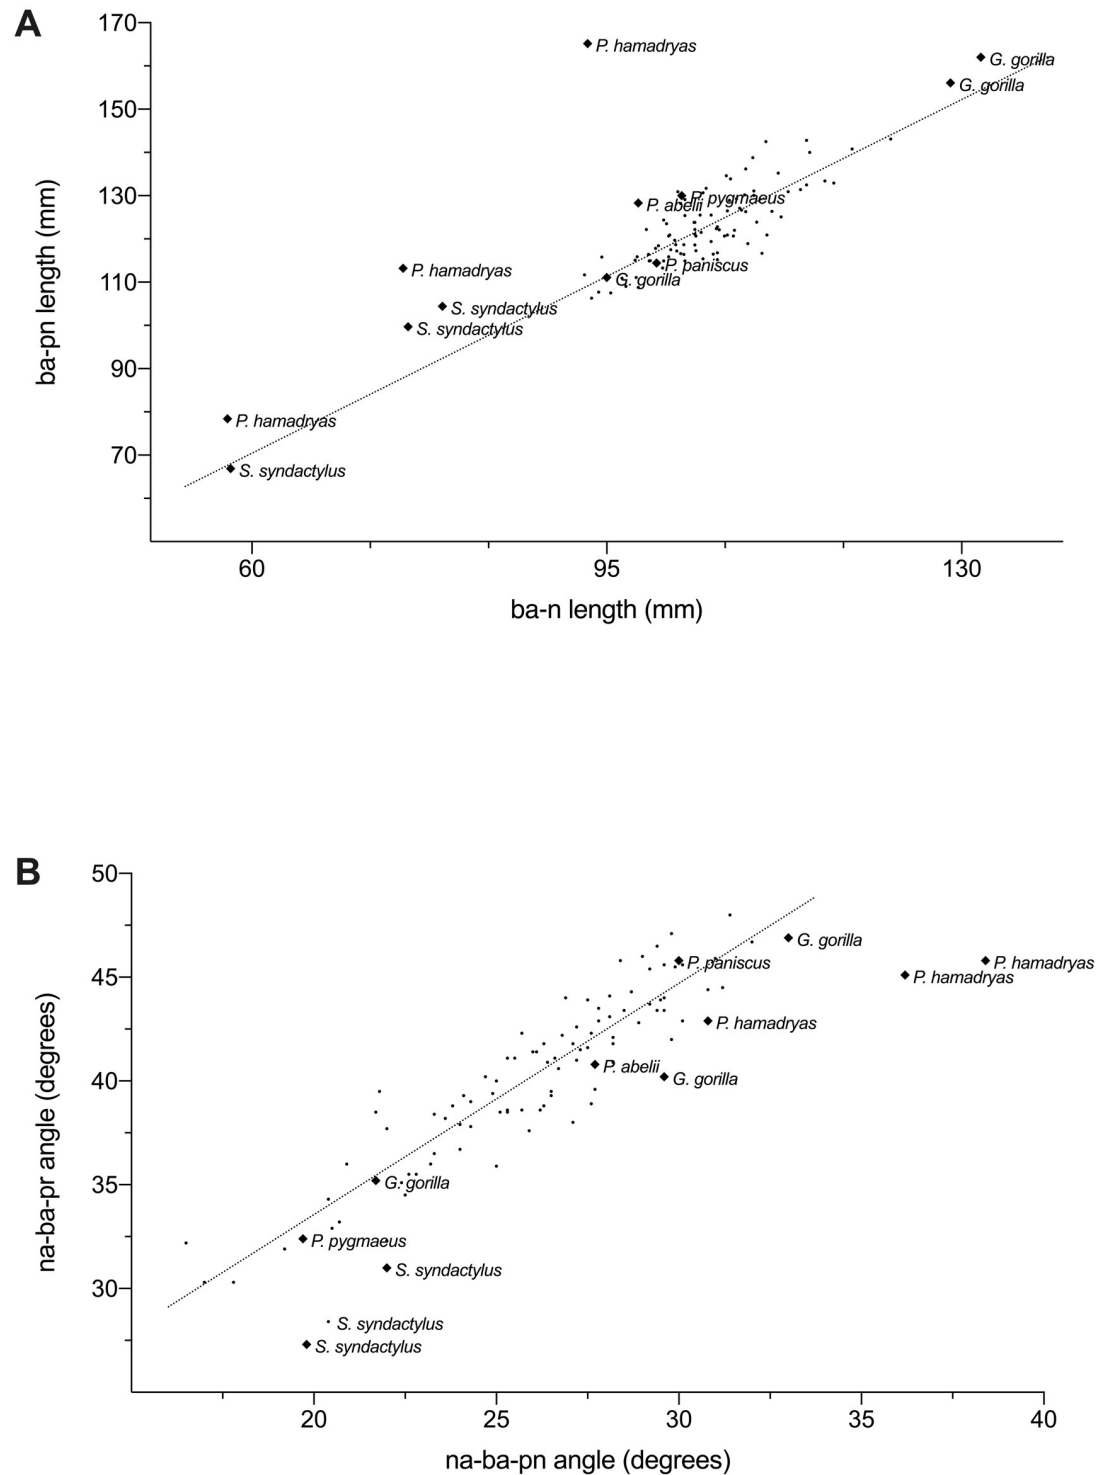 A
170
150
130
110
90
70
ba-pn length (mm)
P. hamadryas
G. gorilla
G. gorilla
P. pygmaeus
P. abelii
P. paniscus
P. hamadryas
G. gorilla
S. syndactylus
S. syndactylus
P. hamadryas
S. syndactylus
60
95
130
ba-n length (mm)
B
50
45
40
35
30
na-ba-pr angle (degrees)
G. gorilla
P. paniscus
P. hamadryas
P. hamadryas
P. hamadryas
P. abelii
G. gorilla
G. gorilla
P. pygmaeus
S. syndactylus
S. syndactylus
S. syndactylus
20
25
30
35
40
na-ba-pn angle (degrees)